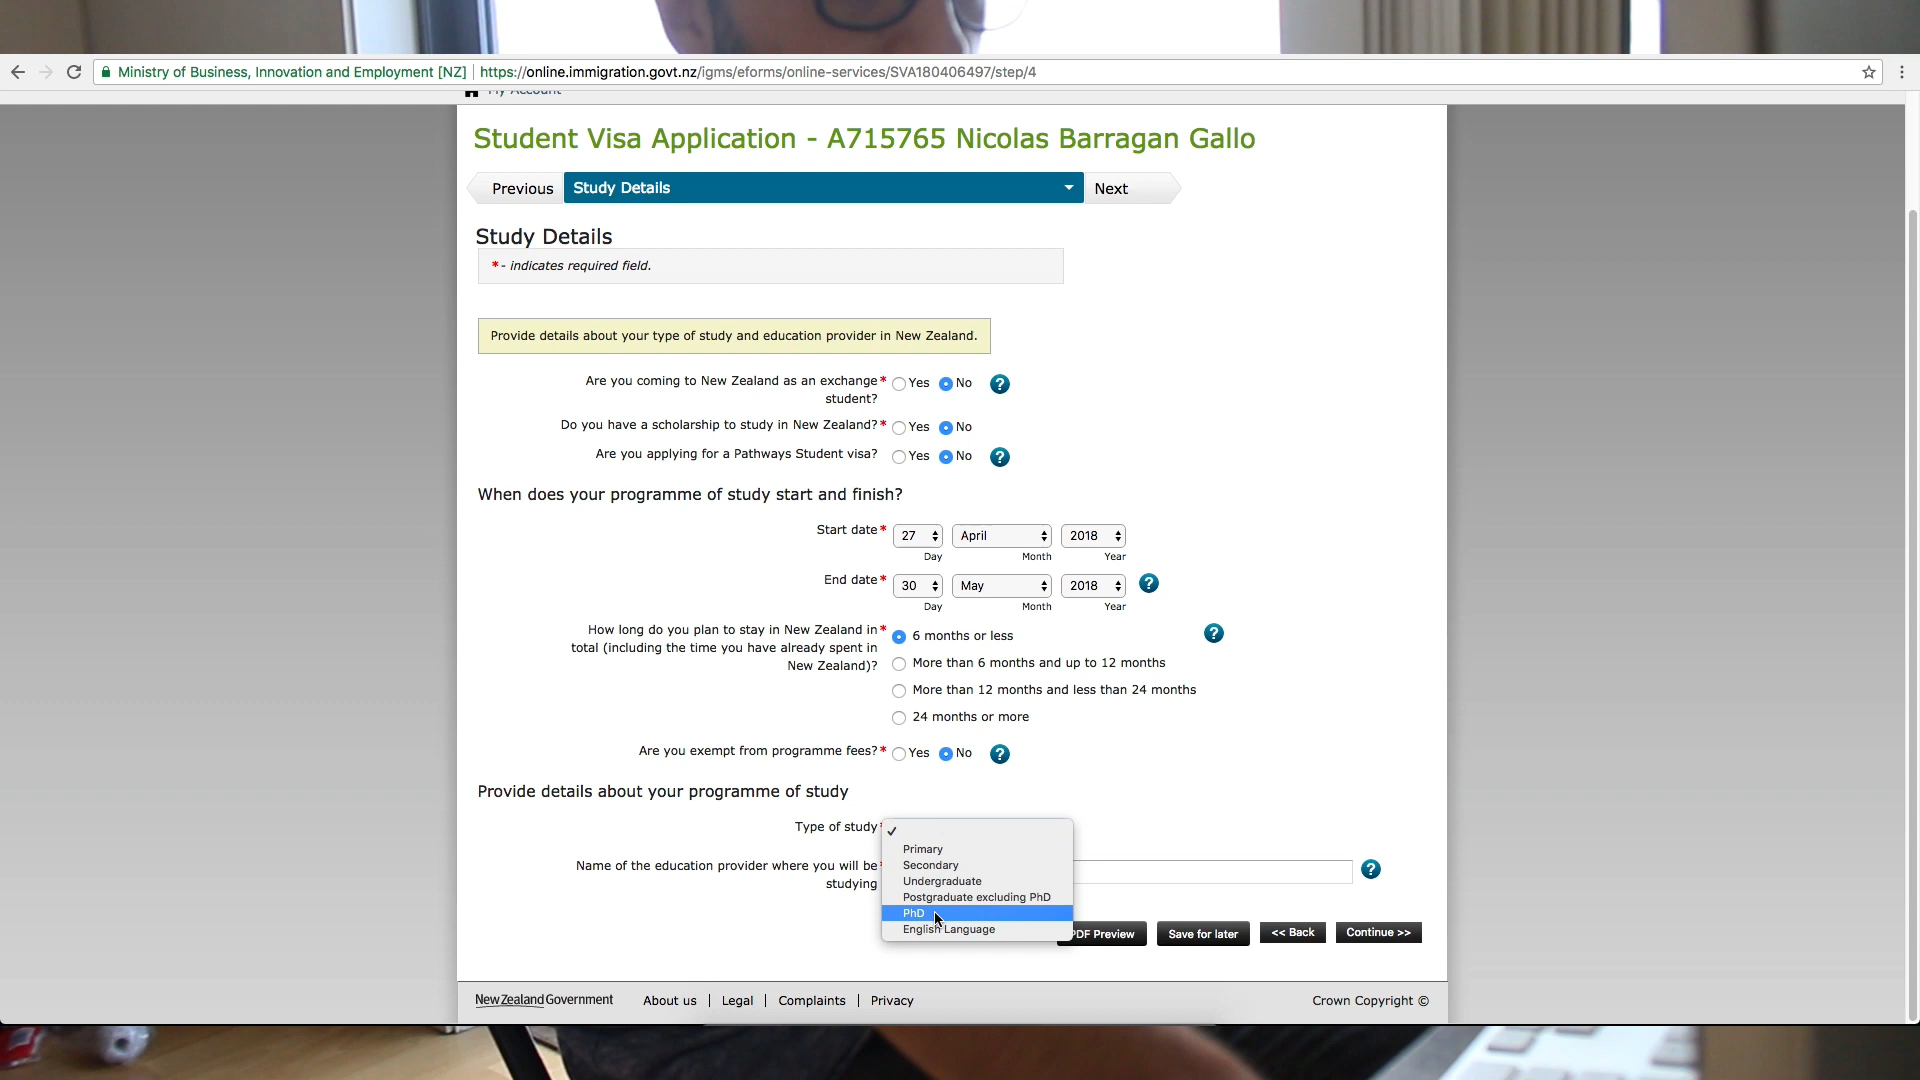 Ministry of Business, Innovation and Employment [NZ] https://online.immigration.govt.nz/igms/eforms/online-services/SVA180406497/step/4
My Account
Student Visa Application - A715765 Nicolas Barragan Gallo
Previous Study Details Next
Study Details
*- indicates required field.
Provide details about your type of study and education provider in New Zealand.
Are you coming to New Zealand as an exchange* Yes No ?
student?
Do you have a scholarship to study in New Zealand?* Yes No
Are you applying for a Pathways Student visa? Yes No ?
When does your programme of study start and finish?
Start date* 27 April 2018
Day Month Year
End date* 30 May 2018 ?
Day Month Year
How long do you plan to stay in New Zealand in* 6 months or less ?
total (including the time you have already spent in
New Zealand)?
More than 6 months and up to 12 months
More than 12 months and less than 24 months
24 months or more
Are you exempt from programme fees?* Yes No ?
Provide details about your programme of study
Type of study*
Primary
Secondary
Undergraduate
Postgraduate excluding PhD
PhD
English Language
Name of the education provider where you will be* ?
studying
PDF Preview Save for later << Back Continue >>
NewZealandGovernment About us | Legal | Complaints | Privacy Crown Copyright ©